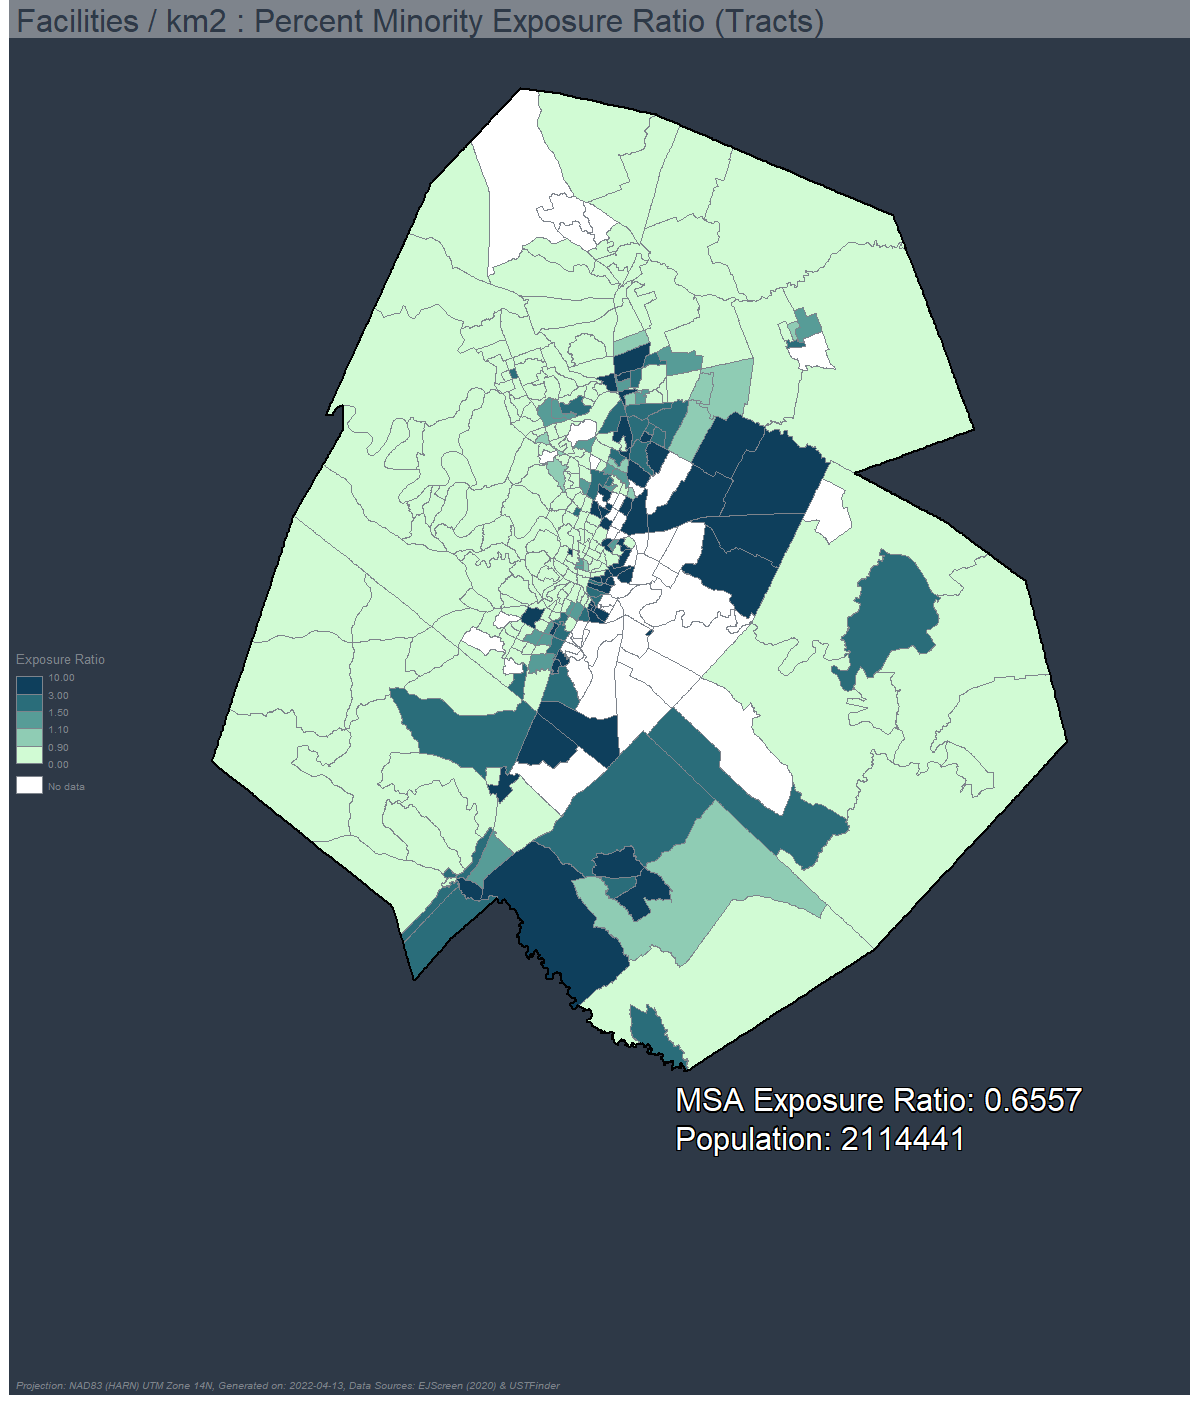 Facilities / km2 : Percent Minority Exposure Ratio (Tracts)
Exposure Ratio
10.00
3.00
1.50
1.10
0.90
0.00
No data
MSA Exposure Ratio: 0.6557
Population: 2114441
Projection: NAD83 (HARN) UTM Zone 14N, Generated on: 2022-04-13, Data Sources: EJScreen (2020) & USTFinder